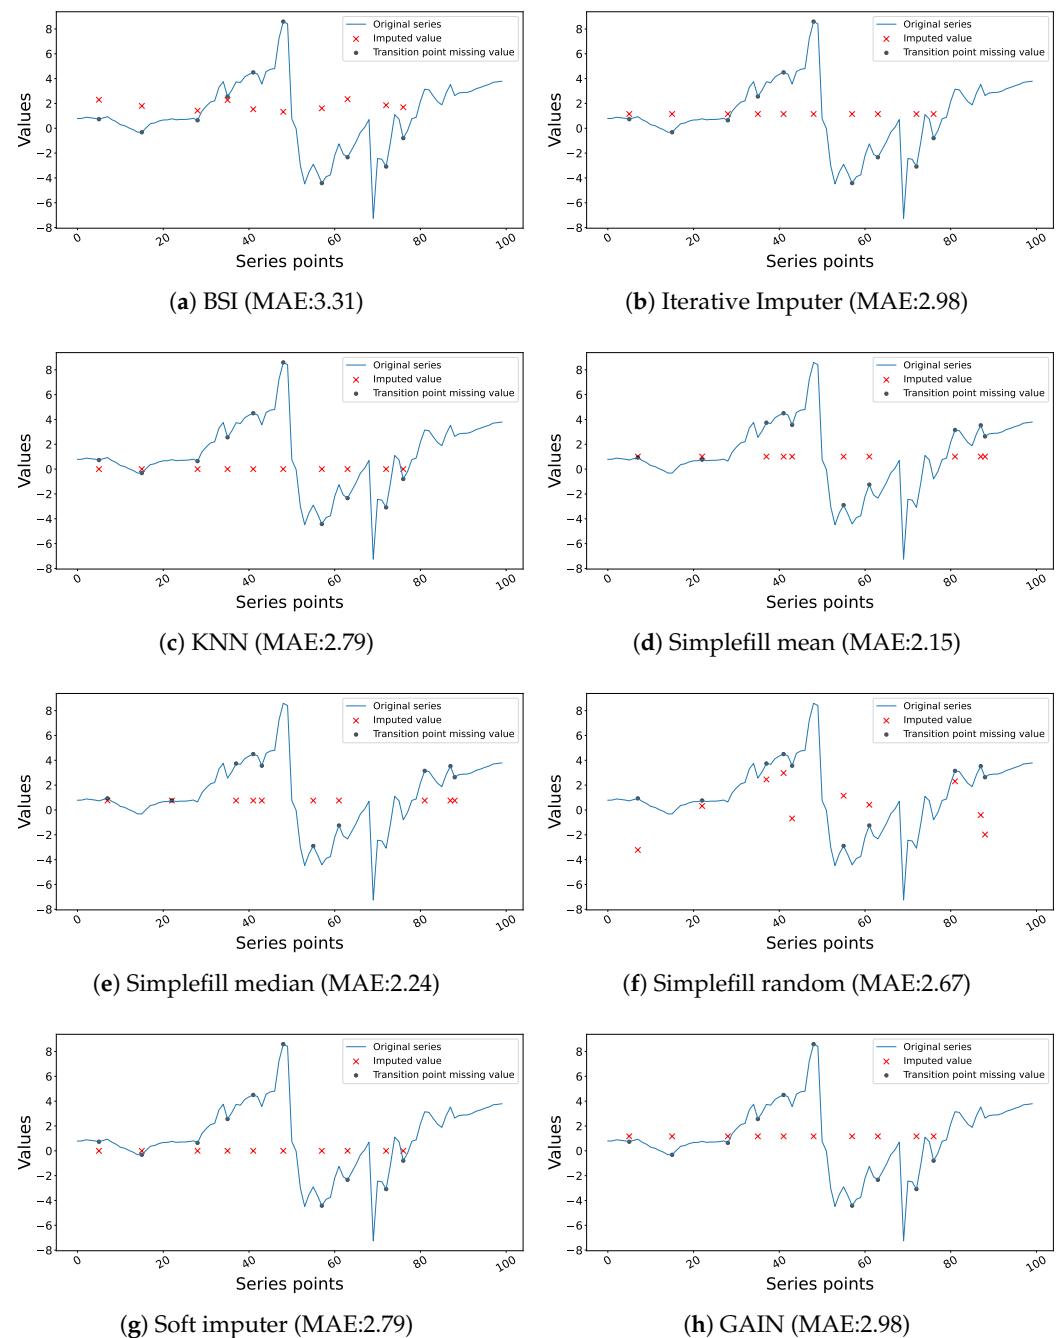 8
6
4
2
0
−2
−4
−6
−8
Values
Original series
Imputed value
Transition point missing value
0
20
40
60
80
100
Series points
(a) BSI (MAE:3.31)
8
6
4
2
0
−2
−4
−6
−8
Values
Original series
Imputed value
Transition point missing value
0
20
40
60
80
100
Series points
(b) Iterative Imputer (MAE:2.98)
8
6
4
2
0
−2
−4
−6
−8
Values
Original series
Imputed value
Transition point missing value
0
20
40
60
80
100
Series points
(c) KNN (MAE:2.79)
8
6
4
2
0
−2
−4
−6
−8
Values
Original series
Imputed value
Transition point missing value
0
20
40
60
80
100
Series points
(d) Simplefill mean (MAE:2.15)
8
6
4
2
0
−2
−4
−6
−8
Values
Original series
Imputed value
Transition point missing value
0
20
40
60
80
100
Series points
(e) Simplefill median (MAE:2.24)
8
6
4
2
0
−2
−4
−6
−8
Values
Original series
Imputed value
Transition point missing value
0
20
40
60
80
100
Series points
(f) Simplefill random (MAE:2.67)
8
6
4
2
0
−2
−4
−6
−8
Values
Original series
Imputed value
Transition point missing value
0
20
40
60
80
100
Series points
(g) Soft imputer (MAE:2.79)
8
6
4
2
0
−2
−4
−6
−8
Values
Original series
Imputed value
Transition point missing value
0
20
40
60
80
100
Series points
(h) GAIN (MAE:2.98)